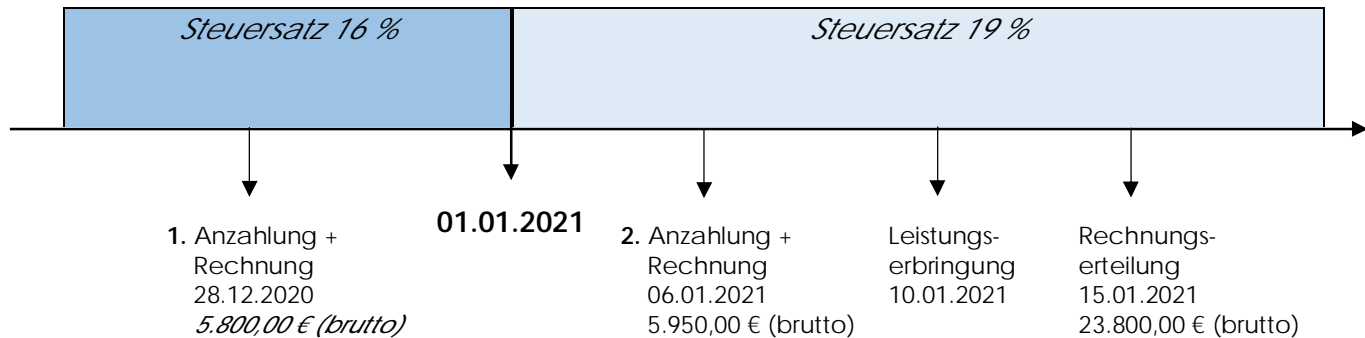 Steuersatz 16 %
Steuersatz 19 %
01.01.2021
1. Anzahlung +
Rechnung
28.12.2020
5.800,00 € (brutto)
2. Anzahlung +
Rechnung
06.01.2021
5.950,00 € (brutto)
Leistungs-
erbringung
10.01.2021
Rechnungs-
erteilung
15.01.2021
23.800,00 € (brutto)